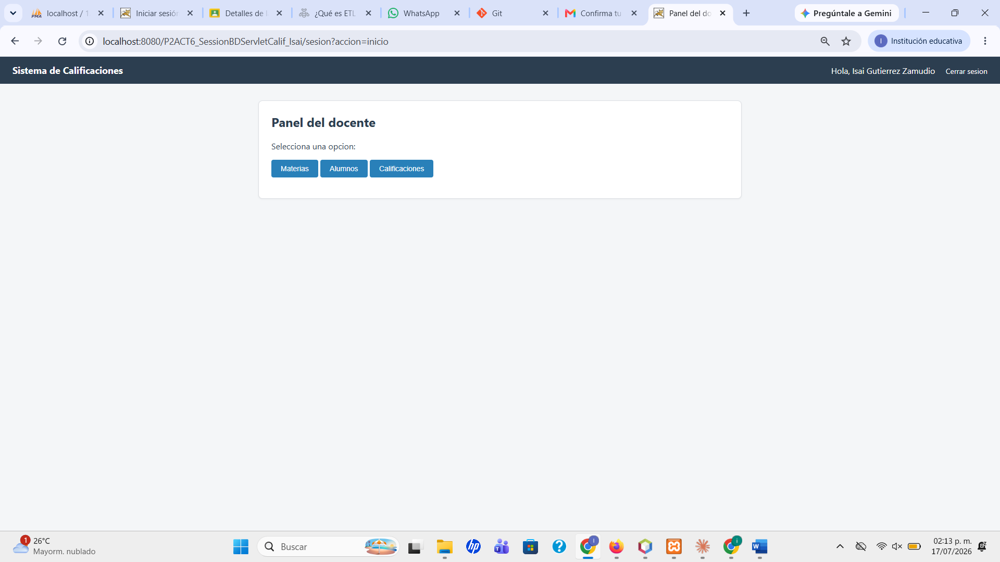 localhost / 1
Iniciar sesión
Detalles de l
¿Qué es ETL
WhatsApp
Git
Confirma tu
Panel del do
Pregúntale a Gemini
localhost:8080/P2ACT6_SessionBDServletCalif_Isai/sesion?accion=inicio
I
Institución educativa
Sistema de Calificaciones
Hola, Isai Gutierrez Zamudio
Cerrar sesion
Panel del docente
Selecciona una opcion:
Materias
Alumnos
Calificaciones
1
26°C
Mayorm. nublado
Buscar
02:13 p. m.
17/07/2026